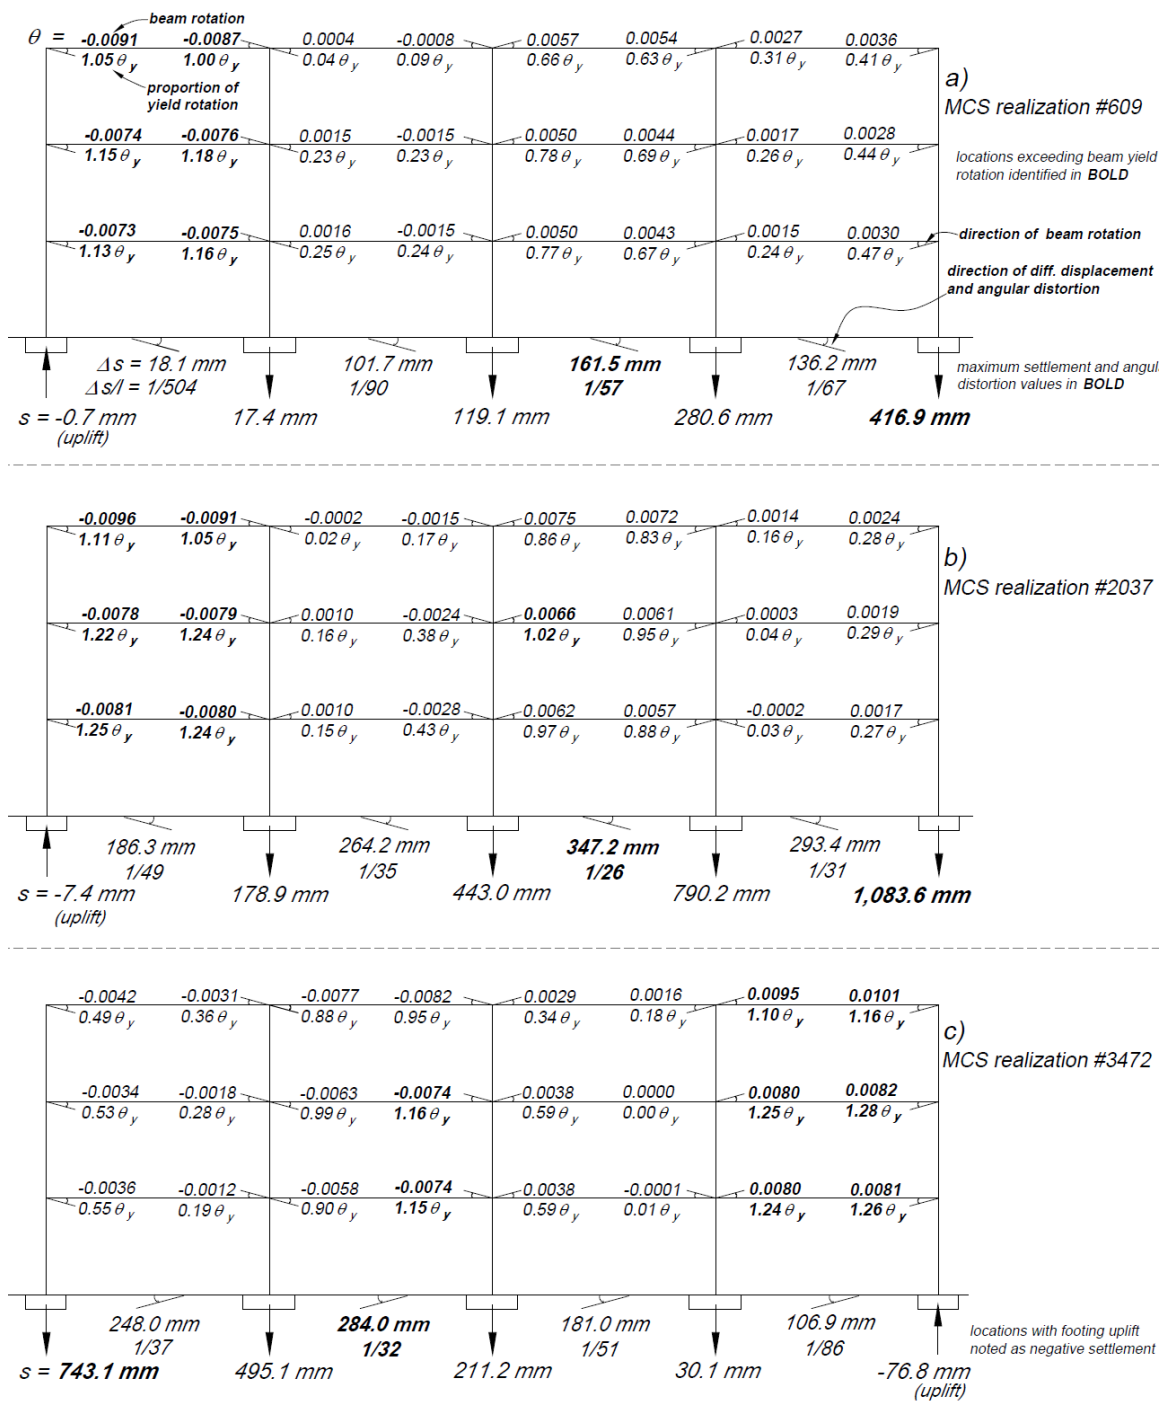 beam rotation
θ = -0.0091 -0.0087 0.0004 -0.0008 0.0057 0.0054 0.0027 0.0036
1.05θy 1.00θy 0.04θy 0.09θy 0.66θy 0.63θy 0.31θy 0.41θy
proportion of
yield rotation
a)
MCS realization #609
-0.0074 -0.0076 0.0015 -0.0015 0.0050 0.0044 0.0017 0.0028
1.15θy 1.18θy 0.23θy 0.23θy 0.78θy 0.69θy 0.26θy 0.44θy
locations exceeding beam yield
rotation identified in BOLD
-0.0073 -0.0075 0.0016 -0.0015 0.0050 0.0043 0.0015 0.0030
1.13θy 1.16θy 0.25θy 0.24θy 0.77θy 0.67θy 0.24θy 0.47θy
direction of beam rotation
direction of diff. displacement
and angular distortion
Δs = 18.1 mm 101.7 mm 161.5 mm 136.2 mm
Δs/l = 1/504 1/90 1/57 1/67
maximum settlement and angul
distortion values in BOLD
s = -0.7 mm 17.4 mm 119.1 mm 280.6 mm 416.9 mm
(uplift)
-0.0096 -0.0091 -0.0002 -0.0015 0.0075 0.0072 0.0014 0.0024
1.11θy 1.05θy 0.02θy 0.17θy 0.86θy 0.83θy 0.16θy 0.28θy
b)
MCS realization #2037
-0.0078 -0.0079 0.0010 -0.0024 0.0066 0.0061 0.0003 0.0019
1.22θy 1.24θy 0.16θy 0.38θy 1.02θy 0.95θy 0.04θy 0.29θy
-0.0081 -0.0080 0.0010 -0.0028 0.0062 0.0057 -0.0002 0.0017
1.25θy 1.24θy 0.15θy 0.43θy 0.97θy 0.88θy 0.03θy 0.27θy
186.3 mm 264.2 mm 347.2 mm 293.4 mm
1/49 1/35 1/26 1/31
s = -7.4 mm 178.9 mm 443.0 mm 790.2 mm 1,083.6 mm
(uplift)
-0.0042 -0.0031 -0.0077 -0.0082 0.0029 0.0016 0.0095 0.0101
0.49θy 0.36θy 0.88θy 0.95θy 0.34θy 0.18θy 1.10θy 1.16θy
c)
MCS realization #3472
-0.0034 -0.0018 -0.0063 -0.0074 0.0038 0.0000 0.0080 0.0082
0.53θy 0.28θy 0.99θy 1.16θy 0.59θy 0.00θy 1.25θy 1.28θy
-0.0036 -0.0012 -0.0058 -0.0074 0.0038 -0.0001 0.0080 0.0081
0.55θy 0.19θy 0.90θy 1.15θy 0.59θy 0.01θy 1.24θy 1.26θy
248.0 mm 284.0 mm 181.0 mm 106.9 mm
1/37 1/32 1/51 1/86
locations with footing uplift
noted as negative settlement
s = 743.1 mm 495.1 mm 211.2 mm 30.1 mm -76.8 mm
(uplift)